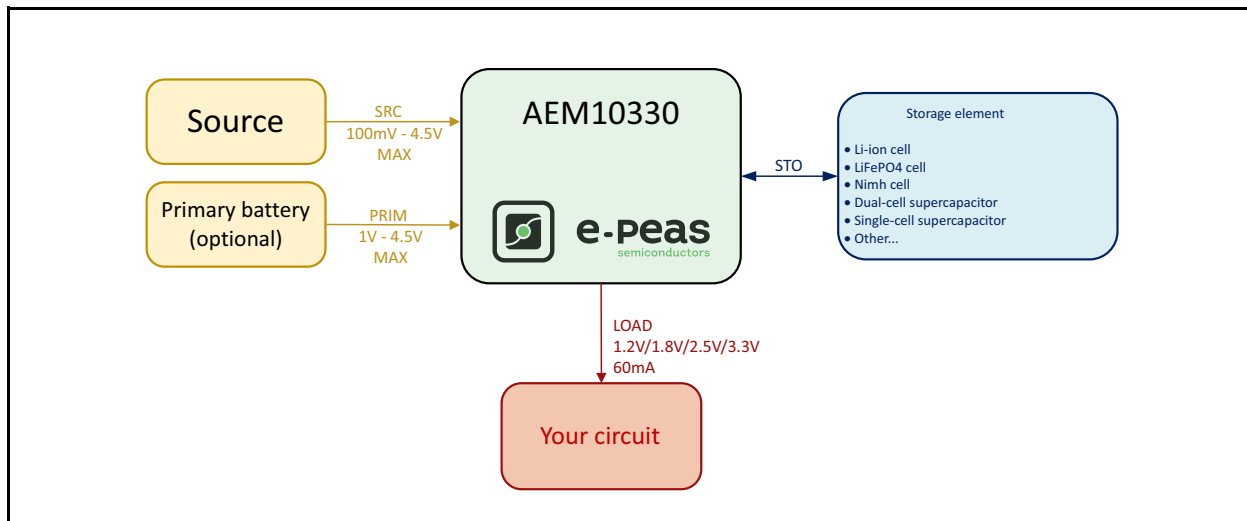 Source
SRC
100mV - 4.5V
MAX
Primary battery
(optional)
PRIM
1V - 4.5V
MAX
AEM10330
e-peas
semiconductors
STO
Storage element
• Li-ion cell
• LiFePO4 cell
• Nimh cell
• Dual-cell supercapacitor
• Single-cell supercapacitor
• Other...
LOAD
1.2V/1.8V/2.5V/3.3V
60mA
Your circuit